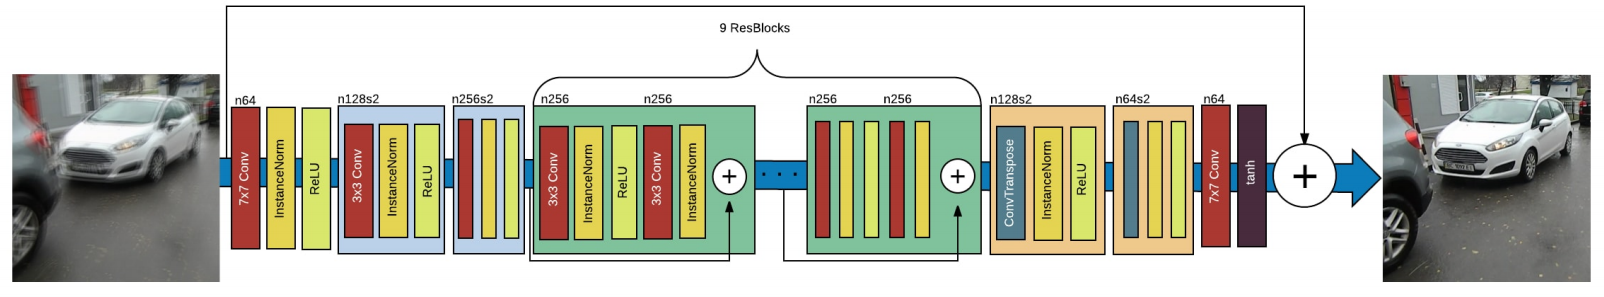 9 ResBlocks
n64
n128s2
n256s2
n256
n256
n256
n256
n128s2
n64s2
n64
7x7 Conv
InstanceNorm
ReLU
3x3 Conv
InstanceNorm
ReLU
3x3 Conv
InstanceNorm
ReLU
3x3 Conv
InstanceNorm
+
. . .
+
ConvTranspose
InstanceNorm
ReLU
7x7 Conv
tanh
+